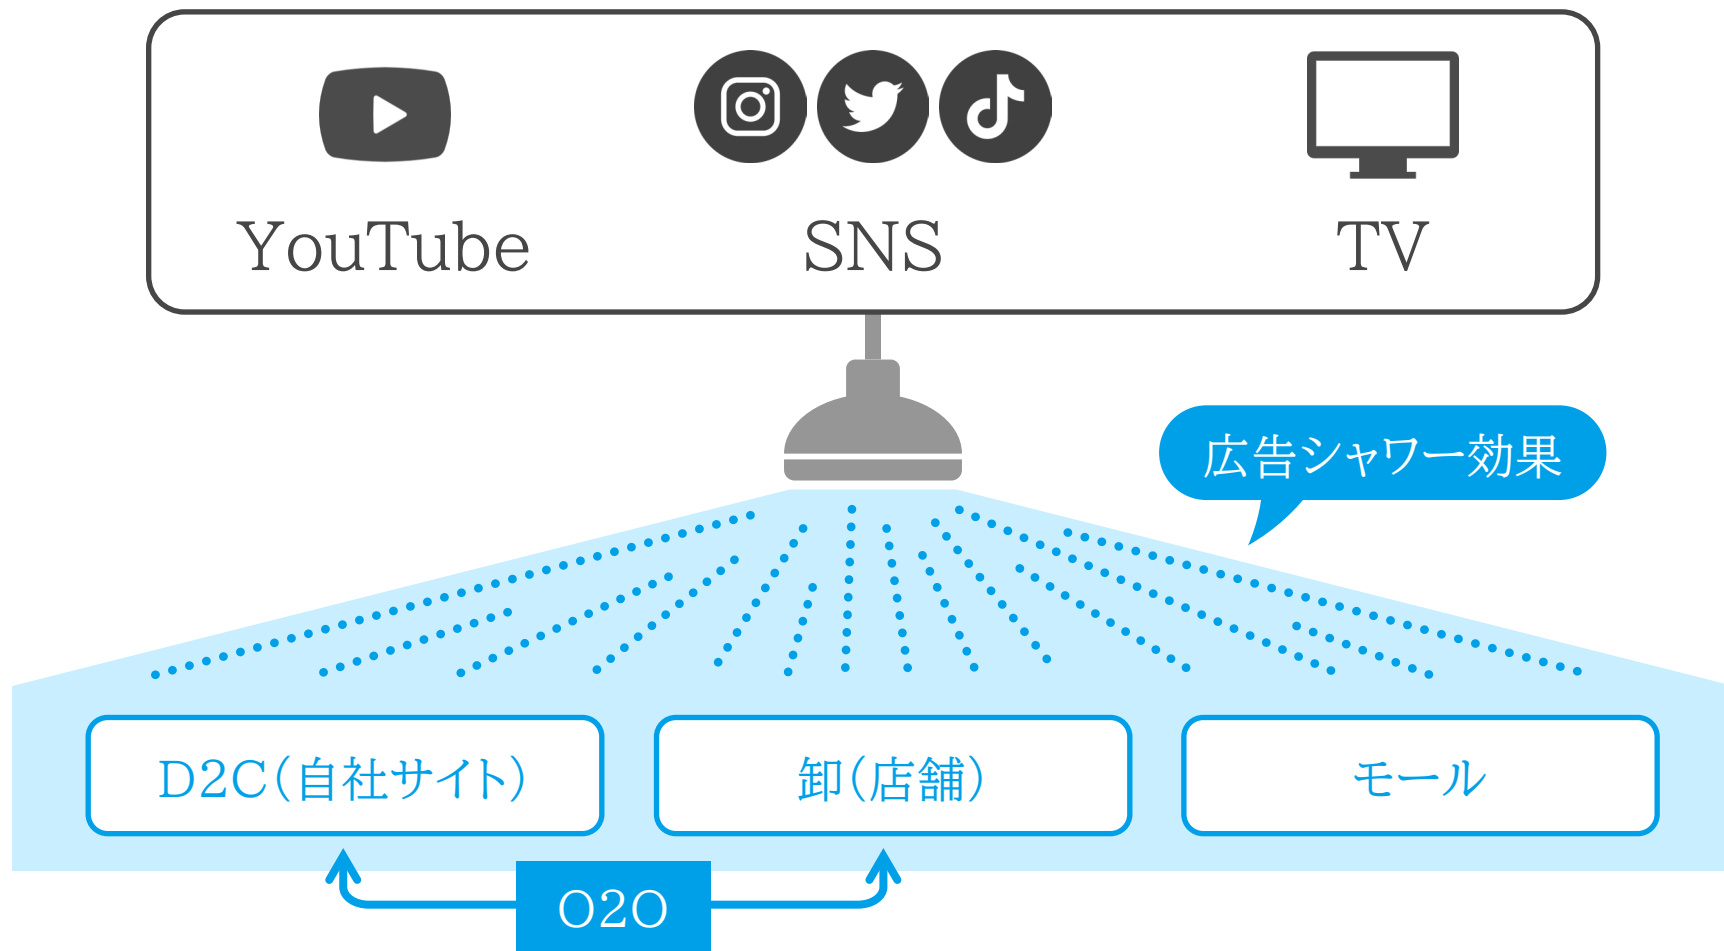 YouTube
SNS
TV
広告シャワー効果
D2C(自社サイト)
卸(店舗)
モール
O2O